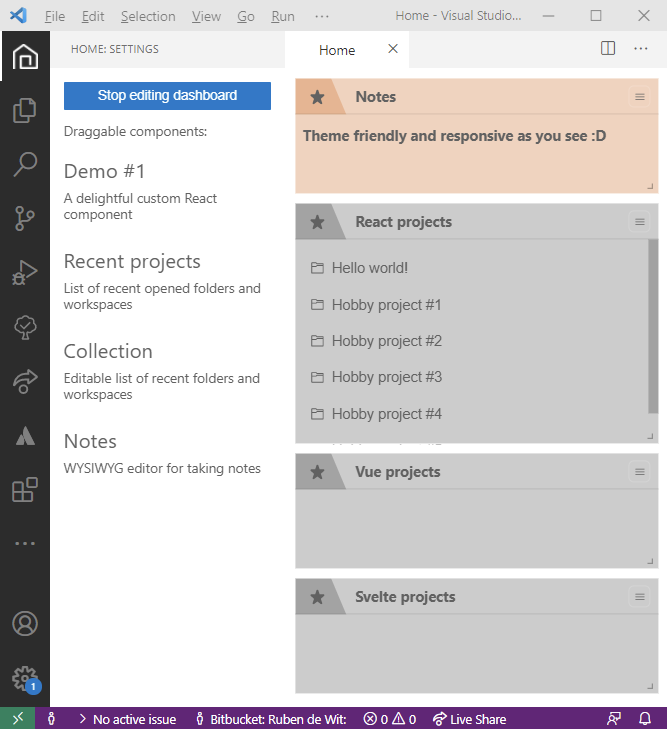 File Edit Selection View Go Run ··· Home - Visual Studio...
HOME: SETTINGS
Home
Stop editing dashboard
Draggable components:
Demo #1
A delightful custom React
component
Recent projects
List of recent opened folders and
workspaces
Collection
Editable list of recent folders and
workspaces
Notes
WYSIWYG editor for taking notes
Notes
Theme friendly and responsive as you see :D
React projects
Hello world!
Hobby project #1
Hobby project #2
Hobby project #3
Hobby project #4
Vue projects
Svelte projects
1
No active issue Bitbucket: Ruben de Wit: 0 0 Live Share